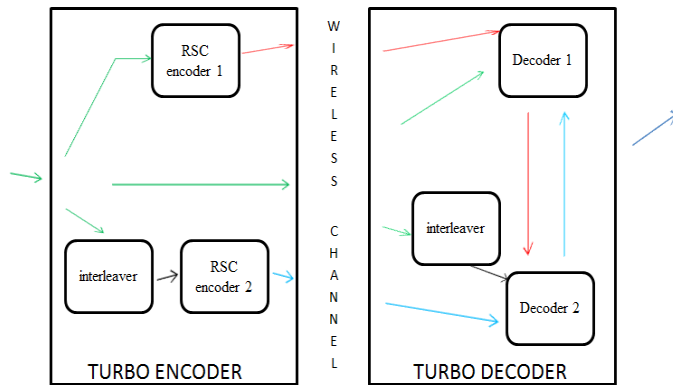 RSC
encoder 1
interleaver
RSC
encoder 2
TURBO ENCODER
W
I
R
E
L
E
S
S
C
H
A
N
N
E
L
Decoder 1
interleaver
Decoder 2
TURBO DECODER